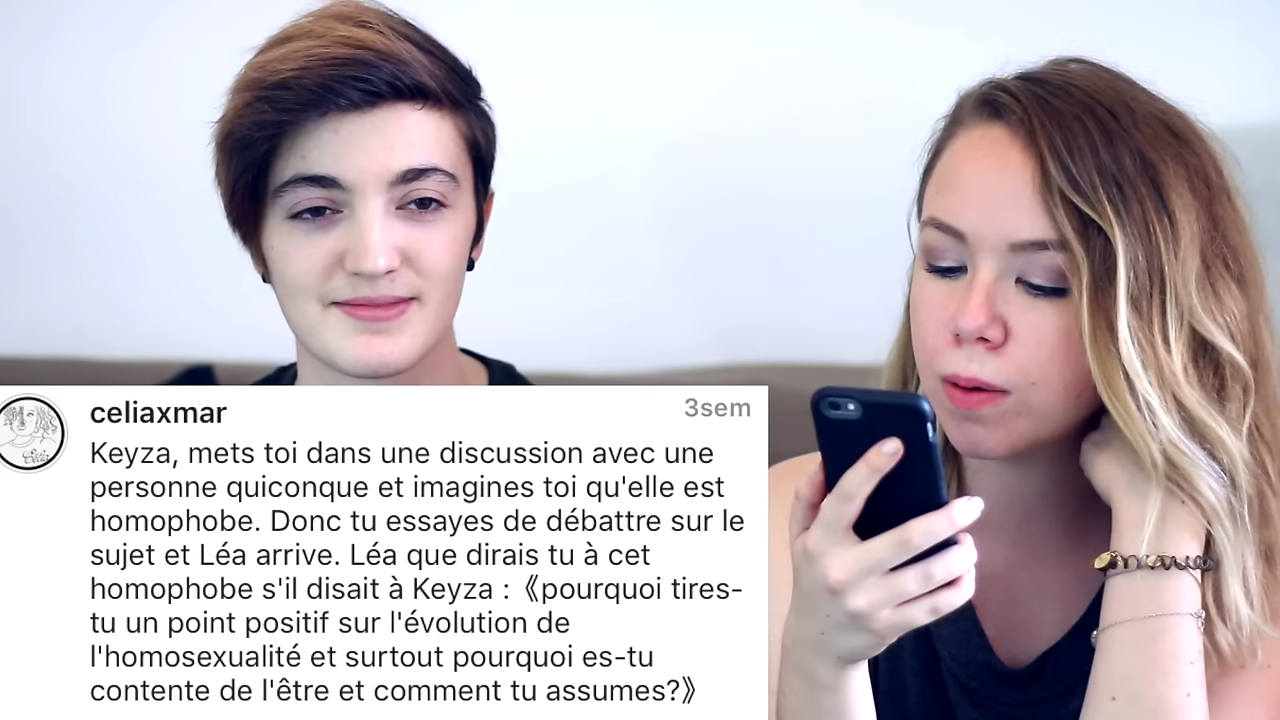 celiaxmar
3sem
Keyza, mets toi dans une discussion avec une
personne quiconque et imagines toi qu'elle est
homophobe. Donc tu essayes de débattre sur le
sujet et Léa arrive. Léa que dirais tu à cet
homophobe s'il disait à Keyza : 《pourquoi tires-
tu un point positif sur l'évolution de
l'homosexualité et surtout pourquoi es-tu
contente de l'être et comment tu assumes?》